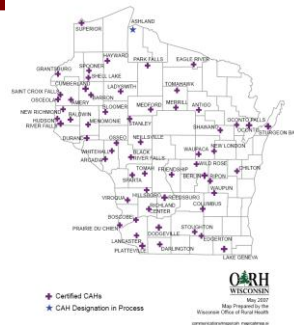 ASHLAND
SUPERIOR
HAYWARD
PARK FALLS
EAGLE RIVER
GRANTSBURG
SPOONER
SHELL LAKE
CUMBERLAND
LADYSMITH
TOMAHAWK
SAINT CROIX FALLS
BARRON
OSCEOLA
AMERY
BLOOMER
MEDFORD
MERRILL
ANTIGO
NEW RICHMOND
BALDWIN
STANLEY
OCONTO FALLS
HUDSON
MENOMONIE
SHAWANO
OCONTO
RIVER FALLS
STURGEON BA
DURAND
OSSEO
NEILLSVILLE
NEW LONDON
WHITEHALL
BLACK
RIVER FALLS
WAUPACA
ARCADIA
WILD ROSE
TOMAH
FRIENDSHIP
CHILTON
SPARTA
BERLIN
RIPON
WAUPUN
HILLSBORO
REEDSBURG
VIROQUA
RICHLAND
CENTER
COLUMBUS
BOSCOBEL
PRAIRIE DU CHIEN
DODGEVILLE
STOUGHTON
LANCASTER
EDGERTON
PLATTEVILLE
DARLINGTON
LAKE GENEVA
Certified CAHs
CAH Designation in Process
ORH
WISCONSIN
May 2007
Map Prepared by the
Wisconsin Office of Rural Health